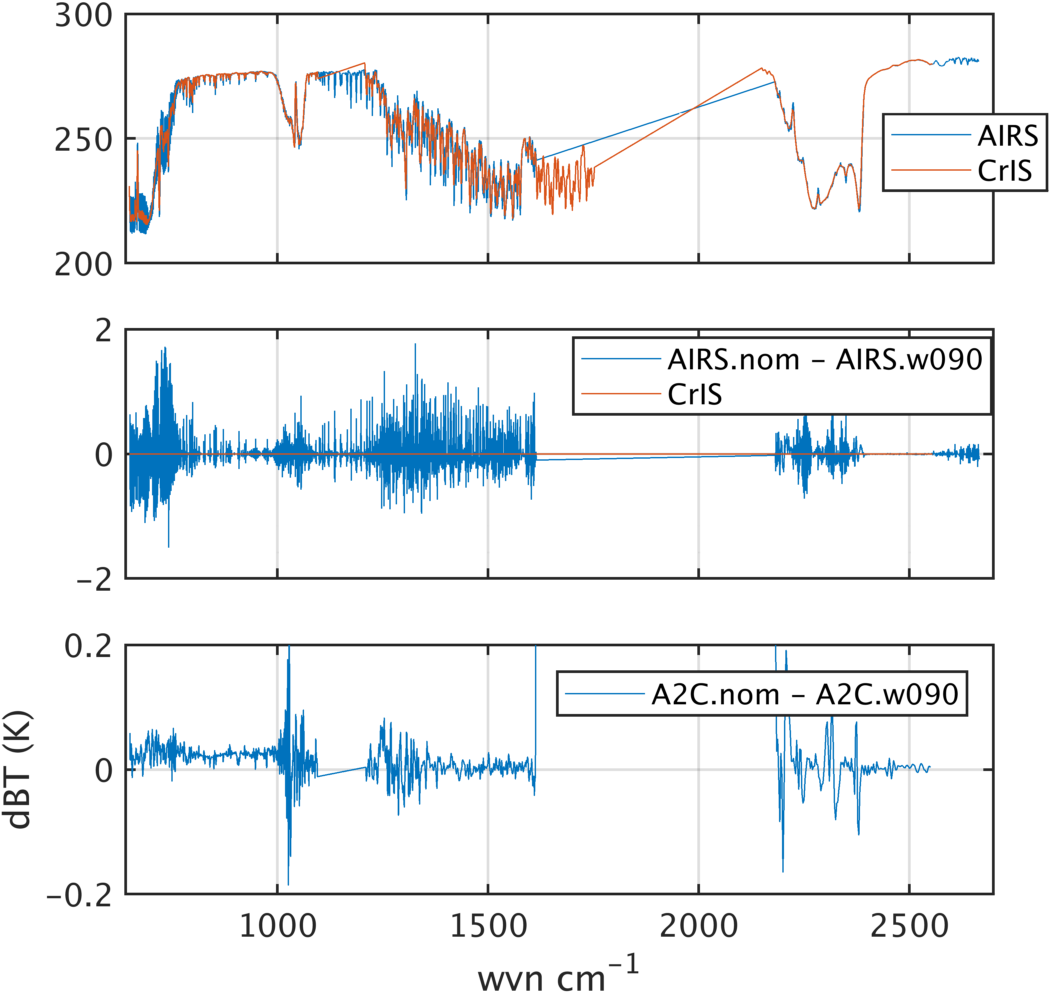 300
250
200
AIRS
CrIS
2
0
−2
AIRS.nom − AIRS.w090
CrIS
0.2
0
−0.2
A2C.nom − A2C.w090
dBT (K)
1000 1500 2000 2500
wvn cm⁻¹